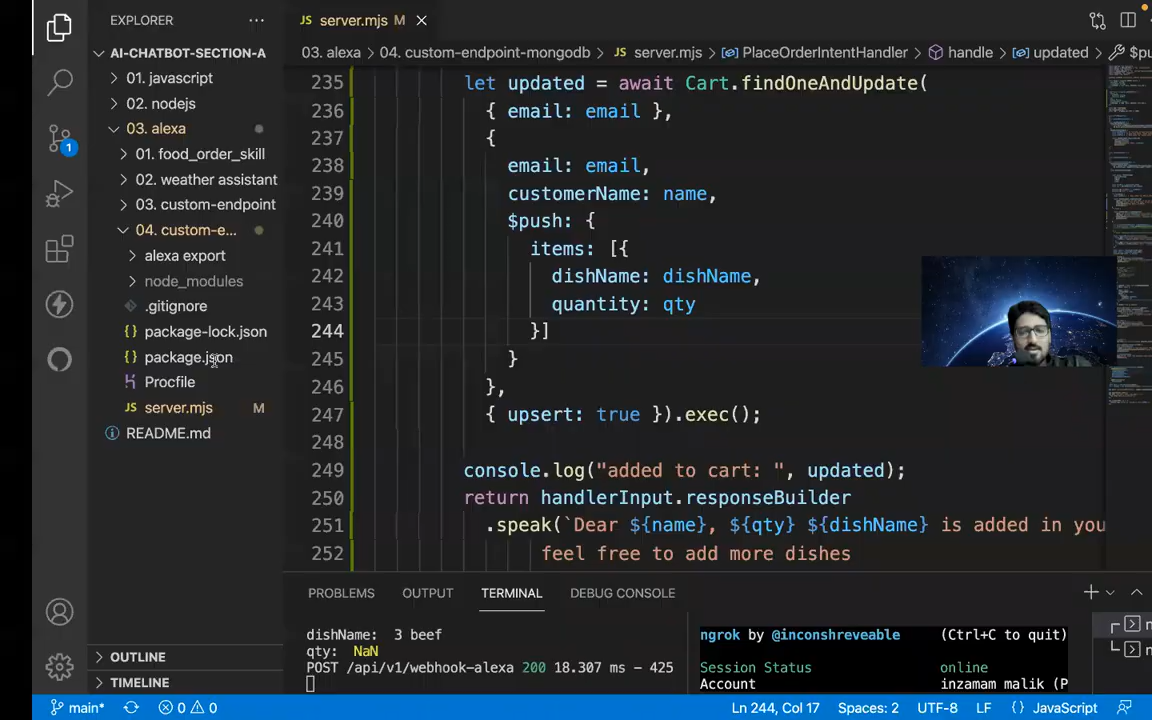 EXPLORER
AI-CHATBOT-SECTION-A
01. javascript
02. nodejs
03. alexa
01. food_order_skill
02. weather assistant
03. custom-endpoint
04. custom-e...
alexa export
node_modules
.gitignore
package-lock.json
package.json
Procfile
JS server.mjs M
README.md
OUTLINE
TIMELINE
1
JS server.mjs M
03. alexa > 04. custom-endpoint-mongodb > JS server.mjs > PlaceOrderIntentHandler > handle > updated > $pu
235 let updated = await Cart.findOneAndUpdate(
236 { email: email },
237 {
238 email: email,
239 customerName: name,
240 $push: {
241 items: [{
242 dishName: dishName,
243 quantity: qty
244 }]
245 }
246 },
247 { upsert: true }).exec();
248
249 console.log("added to cart: ", updated);
250 return handlerInput.responseBuilder
251 .speak(`Dear ${name}, ${qty} ${dishName} is added in you
252 feel free to add more dishes
PROBLEMS OUTPUT TERMINAL DEBUG CONSOLE
dishName: 3 beef
qty: NaN
POST /api/v1/webhook-alexa 200 18.307 ms - 425
ngrok by @inconshreveable (Ctrl+C to quit)
Session Status online
Account inzamam malik (P
n
n
main* 0 0 Ln 244, Col 17 Spaces: 2 UTF-8 LF {} JavaScript